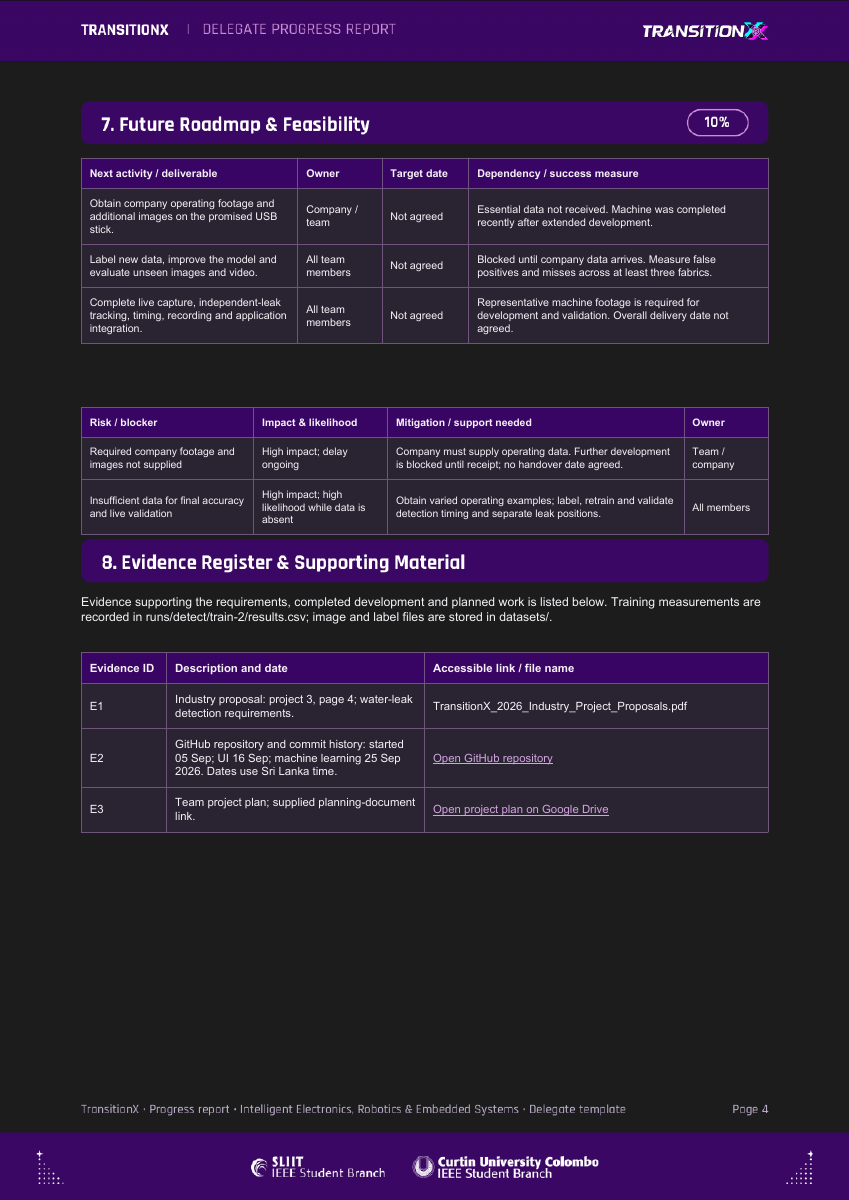 TRANSITIONX | DELEGATE PROGRESS REPORT
TRANSITIONX
7. Future Roadmap & Feasibility
10%
Next activity / deliverable
Owner
Target date
Dependency / success measure
Obtain company operating footage and
additional images on the promised USB
stick.
Company /
team
Not agreed
Essential data not received. Machine was completed
recently after extended development.
Label new data, improve the model and
evaluate unseen images and video.
All team
members
Not agreed
Blocked until company data arrives. Measure false
positives and misses across at least three fabrics.
Complete live capture, independent-leak
tracking, timing, recording and application
integration.
All team
members
Not agreed
Representative machine footage is required for
development and validation. Overall delivery date not
agreed.
Risk / blocker
Impact & likelihood
Mitigation / support needed
Owner
Required company footage and
images not supplied
High impact; delay
ongoing
Company must supply operating data. Further development
is blocked until receipt; no handover date agreed.
Team /
company
Insufficient data for final accuracy
and live validation
High impact; high
likelihood while data is
absent
Obtain varied operating examples; label, retrain and validate
detection timing and separate leak positions.
All members
8. Evidence Register & Supporting Material
Evidence supporting the requirements, completed development and planned work is listed below. Training measurements are
recorded in runs/detect/train-2/results.csv; image and label files are stored in datasets/.
Evidence ID
Description and date
Accessible link / file name
E1
Industry proposal: project 3, page 4; water-leak
detection requirements.
TransitionX_2026_Industry_Project_Proposals.pdf
E2
GitHub repository and commit history: started
05 Sep; UI 16 Sep; machine learning 25 Sep
2026. Dates use Sri Lanka time.
Open GitHub repository
E3
Team project plan; supplied planning-document
link.
Open project plan on Google Drive
TransitionX · Progress report · Intelligent Electronics, Robotics & Embedded Systems · Delegate template
Page 4
SLIIT
IEEE Student Branch
Curtin University Colombo
IEEE Student Branch